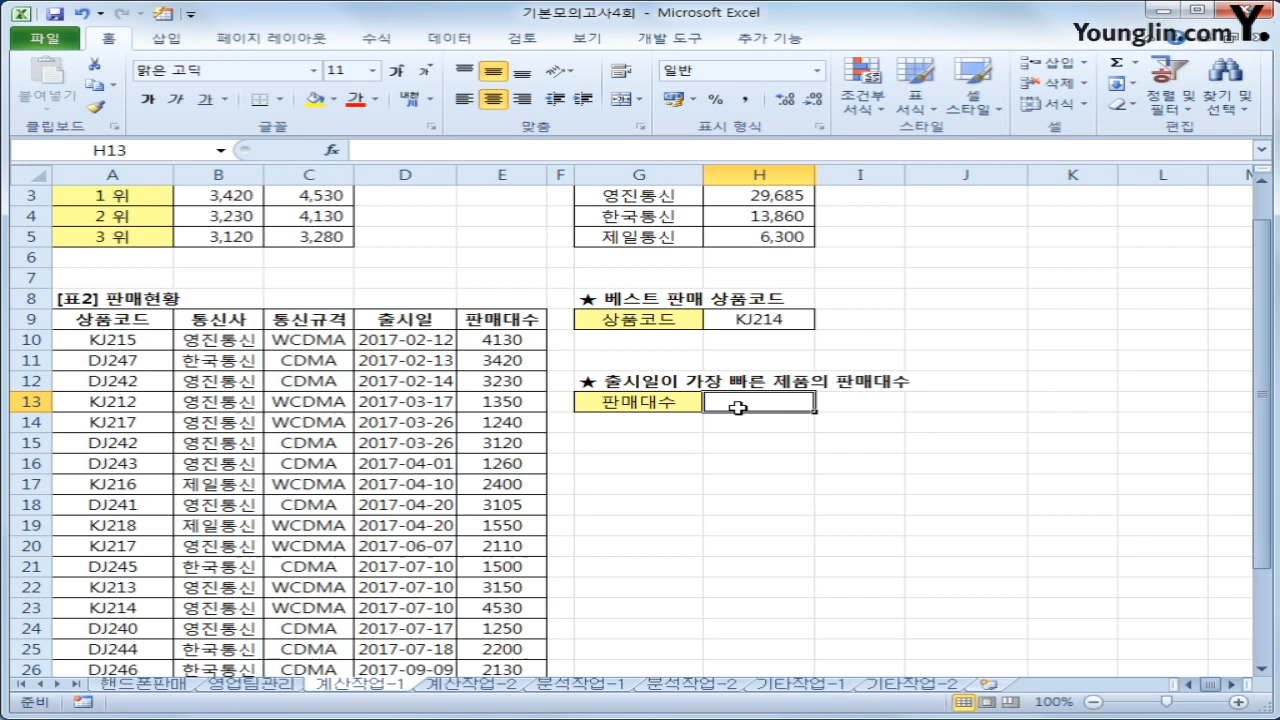 기본모의고사4회 - Microsoft Excel
Younglin.com Y.
파일 홈 삽입 페이지 레이아웃 수식 데이터 검토 보기 개발 도구 추가 기능
붙여넣기 맑은 고딕 11 가 가 일반 조건부 서식 표 서식 셀 스타일 삽입 삭제 서식 정렬 및 필터 찾기 및 선택
가 가 가 가 %
클립보드 글꼴 맞춤 표시 형식 스타일 셀 편집
H13 fx
A B C D E F G H I J K L M
3 1 위 3,420 4,530 영진통신 29,685
4 2 위 3,230 4,130 한국통신 13,860
5 3 위 3,120 3,280 제일통신 6,300
6
7
8 [표2] 판매현황 ★ 베스트 판매 상품코드
9 상품코드 통신사 통신규격 출시일 판매대수 상품코드 KJ214
10 KJ215 영진통신 WCDMA 2017-02-12 4130
11 DJ247 한국통신 CDMA 2017-02-13 3420
12 DJ242 영진통신 CDMA 2017-02-14 3230 ★ 출시일이 가장 빠른 제품의 판매대수
13 KJ212 영진통신 WCDMA 2017-03-17 1350 판매대수
14 KJ217 영진통신 WCDMA 2017-03-26 1240
15 DJ242 영진통신 CDMA 2017-03-26 3120
16 DJ243 영진통신 CDMA 2017-04-01 1260
17 KJ216 제일통신 WCDMA 2017-04-10 2400
18 DJ241 영진통신 CDMA 2017-04-20 3105
19 KJ218 제일통신 WCDMA 2017-04-20 1550
20 KJ217 영진통신 WCDMA 2017-06-07 2110
21 DJ245 한국통신 CDMA 2017-07-10 1500
22 KJ213 영진통신 WCDMA 2017-07-10 3150
23 KJ214 영진통신 WCDMA 2017-07-10 4530
24 DJ240 영진통신 CDMA 2017-07-17 1250
25 DJ244 한국통신 CDMA 2017-07-18 2200
26 DJ246 한국통신 CDMA 2017-09-09 2130
핸드폰판매 영업팀관리 계산작업-1 계산작업-2 분석작업-1 분석작업-2 기타작업-1 기타작업-2
준비 100%